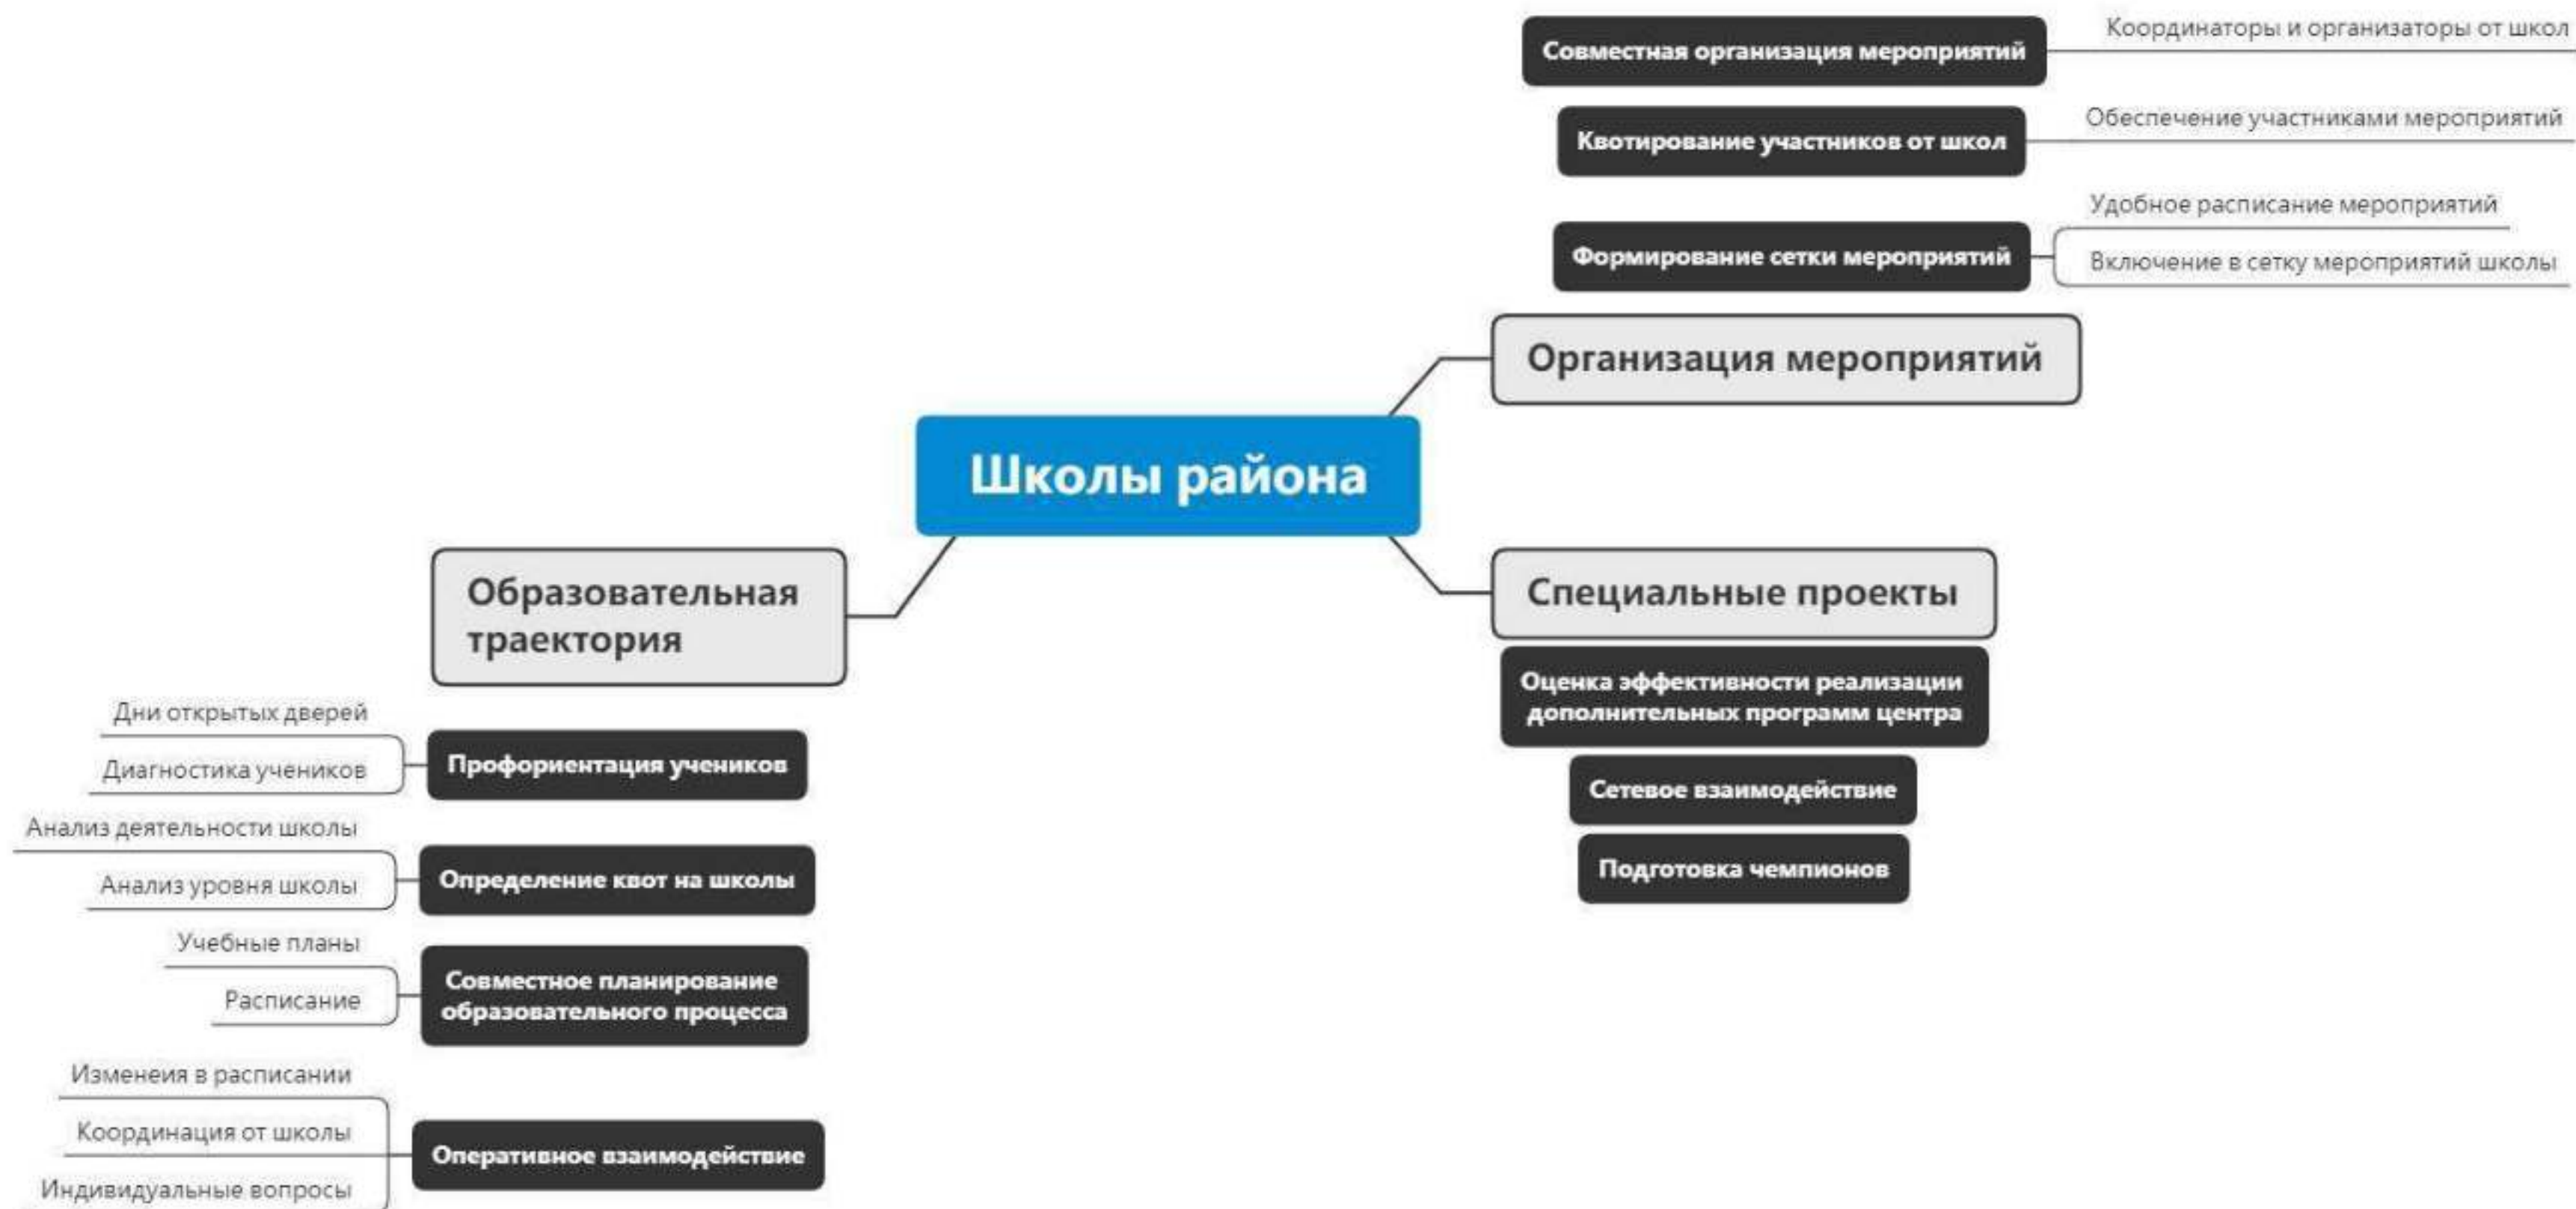 Школы района
Организация мероприятий
Совместная организация мероприятий
Координаторы и организаторы от школ
Квотирование участников от школ
Обеспечение участниками мероприятий
Формирование сетки мероприятий
Удобное расписание мероприятий
Включение в сетку мероприятий школы
Специальные проекты
Оценка эффективности реализации
дополнительных программ центра
Сетевое взаимодействие
Подготовка чемпионов
Образовательная
траектория
Профориентация учеников
Дни открытых дверей
Диагностика учеников
Определение квот на школы
Анализ деятельности школы
Анализ уровня школы
Совместное планирование
образовательного процесса
Учебные планы
Расписание
Оперативное взаимодействие
Изменеия в расписании
Координация от школы
Индивидуальные вопросы